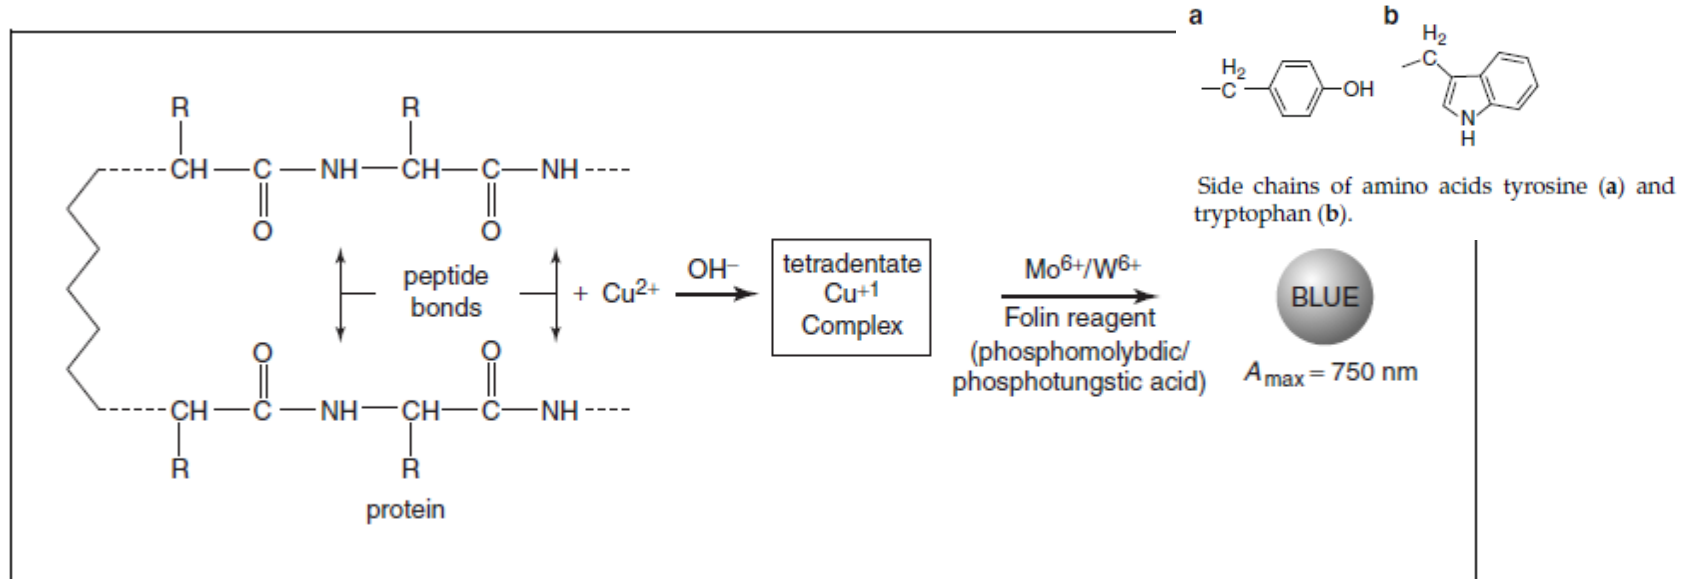 a
b
H₂
C
OH
H₂
C
N
H
Side chains of amino acids tyrosine (a) and
tryptophan (b).
R R
CH C NH CH C NH
O O
peptide
bonds
+ Cu²⁺
OH⁻
tetradentate
Cu⁺¹
Complex
Mo⁶⁺/W⁶⁺
Folin reagent
(phosphomolybdic/
phosphotungstic acid)
BLUE
Amax = 750 nm
O O
CH C NH CH C NH
R R
protein